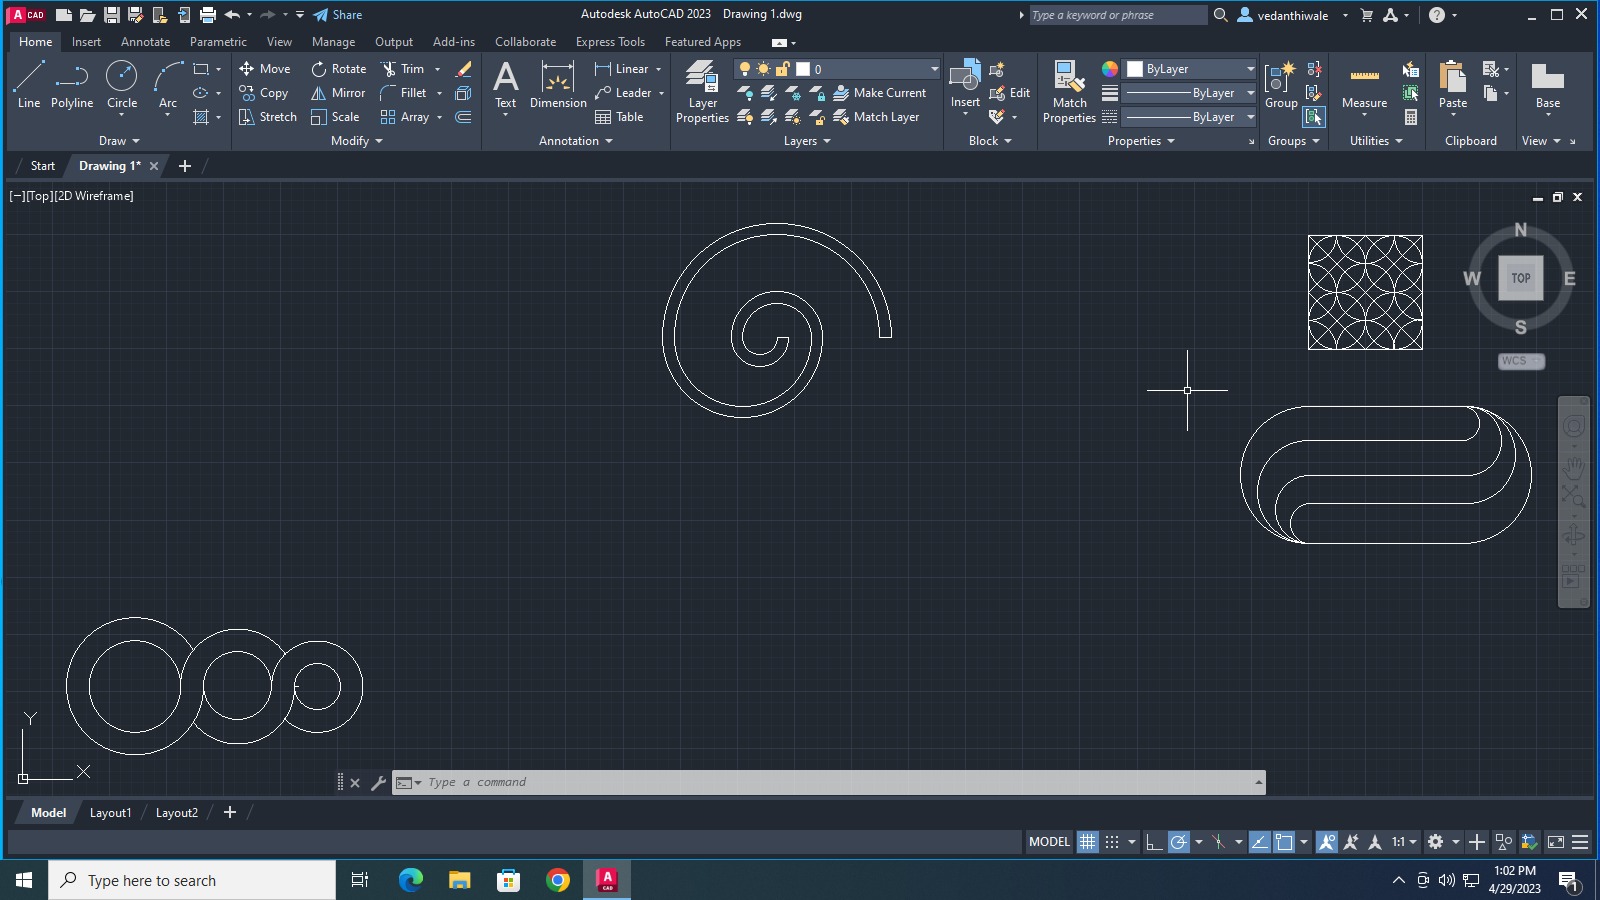 A CAD Share Autodesk AutoCAD 2023 Drawing 1.dwg Type a keyword or phrase vedanthiwale ?
Home Insert Annotate Parametric View Manage Output Add-ins Collaborate Express Tools Featured Apps
Line Polyline Circle Arc
Draw
Move Rotate Trim
Copy Mirror Fillet
Stretch Scale Array
Modify
A Text Dimension
Linear
Leader
Table
Annotation
Layer Properties
0
Make Current
Match Layer
Layers
Insert
Edit
Block
Match Properties
ByLayer
ByLayer
ByLayer
Properties
Group
Groups
Measure
Utilities
Paste
Clipboard
Base
View
Start Drawing 1* +
[−][Top][2D Wireframe]
N
W TOP E
S
WCS
Y
X
Type a command
Model Layout1 Layout2 +
MODEL 1:1
Type here to search
A CAD
1:02 PM
4/29/2023
1